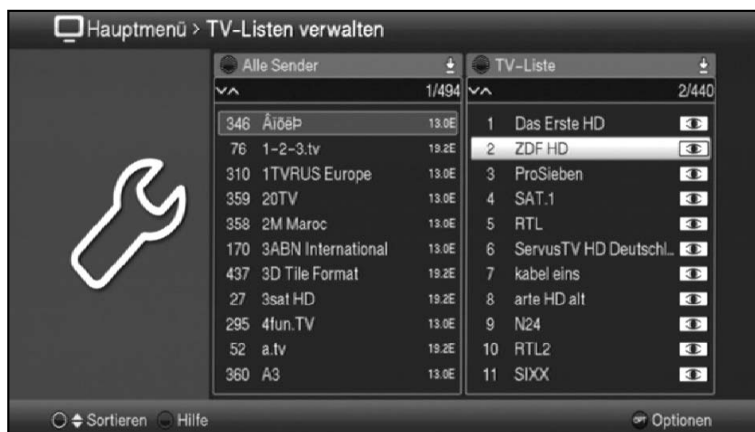 Hauptmenü > TV-Listen verwalten
Alle Sender
1/494
346 ÂïöëÞ 13.0E
76 1-2-3.tv 19.2E
310 1TVRUS Europe 13.0E
359 20TV 13.0E
358 2M Maroc 13.0E
170 3ABN International 13.0E
437 3D Tile Format 19.2E
27 3sat HD 19.2E
295 4fun.TV 13.0E
52 a.tv 19.2E
360 A3 13.0E
TV-Liste
2/440
1 Das Erste HD
2 ZDF HD
3 ProSieben
4 SAT.1
5 RTL
6 ServusTV HD Deutschl...
7 kabel eins
8 arte HD alt
9 N24
10 RTL2
11 SIXX
Sortieren Hilfe
OPT Optionen